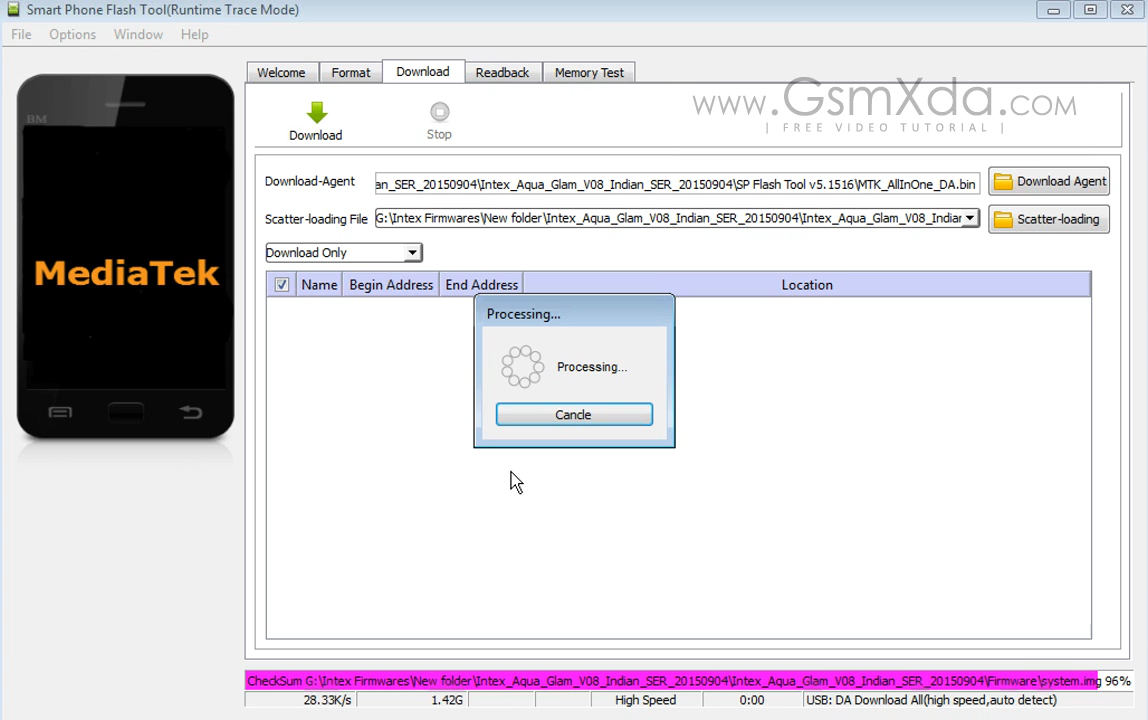 Smart Phone Flash Tool(Runtime Trace Mode)
File Options Window Help
Welcome Format Download Readback Memory Test
www.GsmXda.com
| FREE VIDEO TUTORIAL |
Download Stop
BM
Download-Agent an_SER_20150904\Intex_Aqua_Glam_V08_Indian_SER_20150904\SP Flash Tool v5.1516\MTK_AllInOne_DA.bin Download Agent
Scatter-loading File G:\Intex Firmwares\New folder\Intex_Aqua_Glam_V08_Indian_SER_20150904\Intex_Aqua_Glam_V08_Indiar Scatter-loading
Download Only
MediaTek
Name Begin Address End Address Location
Processing...
Processing...
Cancle
CheckSum G:\Intex Firmwares\New folder\Intex_Aqua_Glam_V08_Indian_SER_20150904\Intex_Aqua_Glam_V08_Indian_SER_20150904\Firmware\system.img 96%
28.33K/s 1.42G High Speed 0:00 USB: DA Download All(high speed,auto detect)